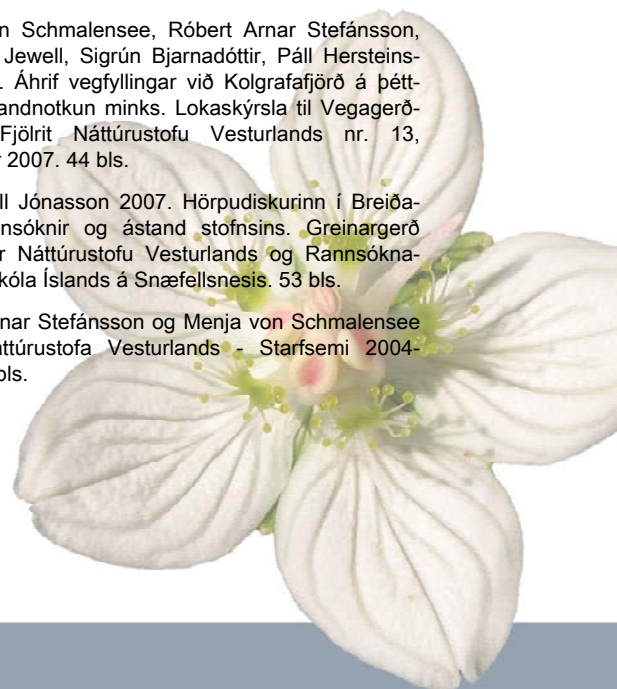 n Schmalensee, Róbert Arnar Stefánsson,
Jewell, Sigrún Bjarnadóttir, Páll Hersteins-
. Áhrif vegfyllingar við Kolgrafafjörð á þétt-
andnotkun minks. Lokaskýrsla til Vegagerð-
Fjölrit Náttúrustofu Vesturlands nr. 13,
2007. 44 bls.
ll Jónasson 2007. Hörpudiskurinn í Breiða-
nsóknir og ástand stofnsins. Greinargerð
r Náttúrustofu Vesturlands og Rannsókna-
kóla Íslands á Snæfellsnesis. 53 bls.
nar Stefánsson og Menja von Schmalensee
áttúrustofa Vesturlands - Starfsemi 2004-
bls.